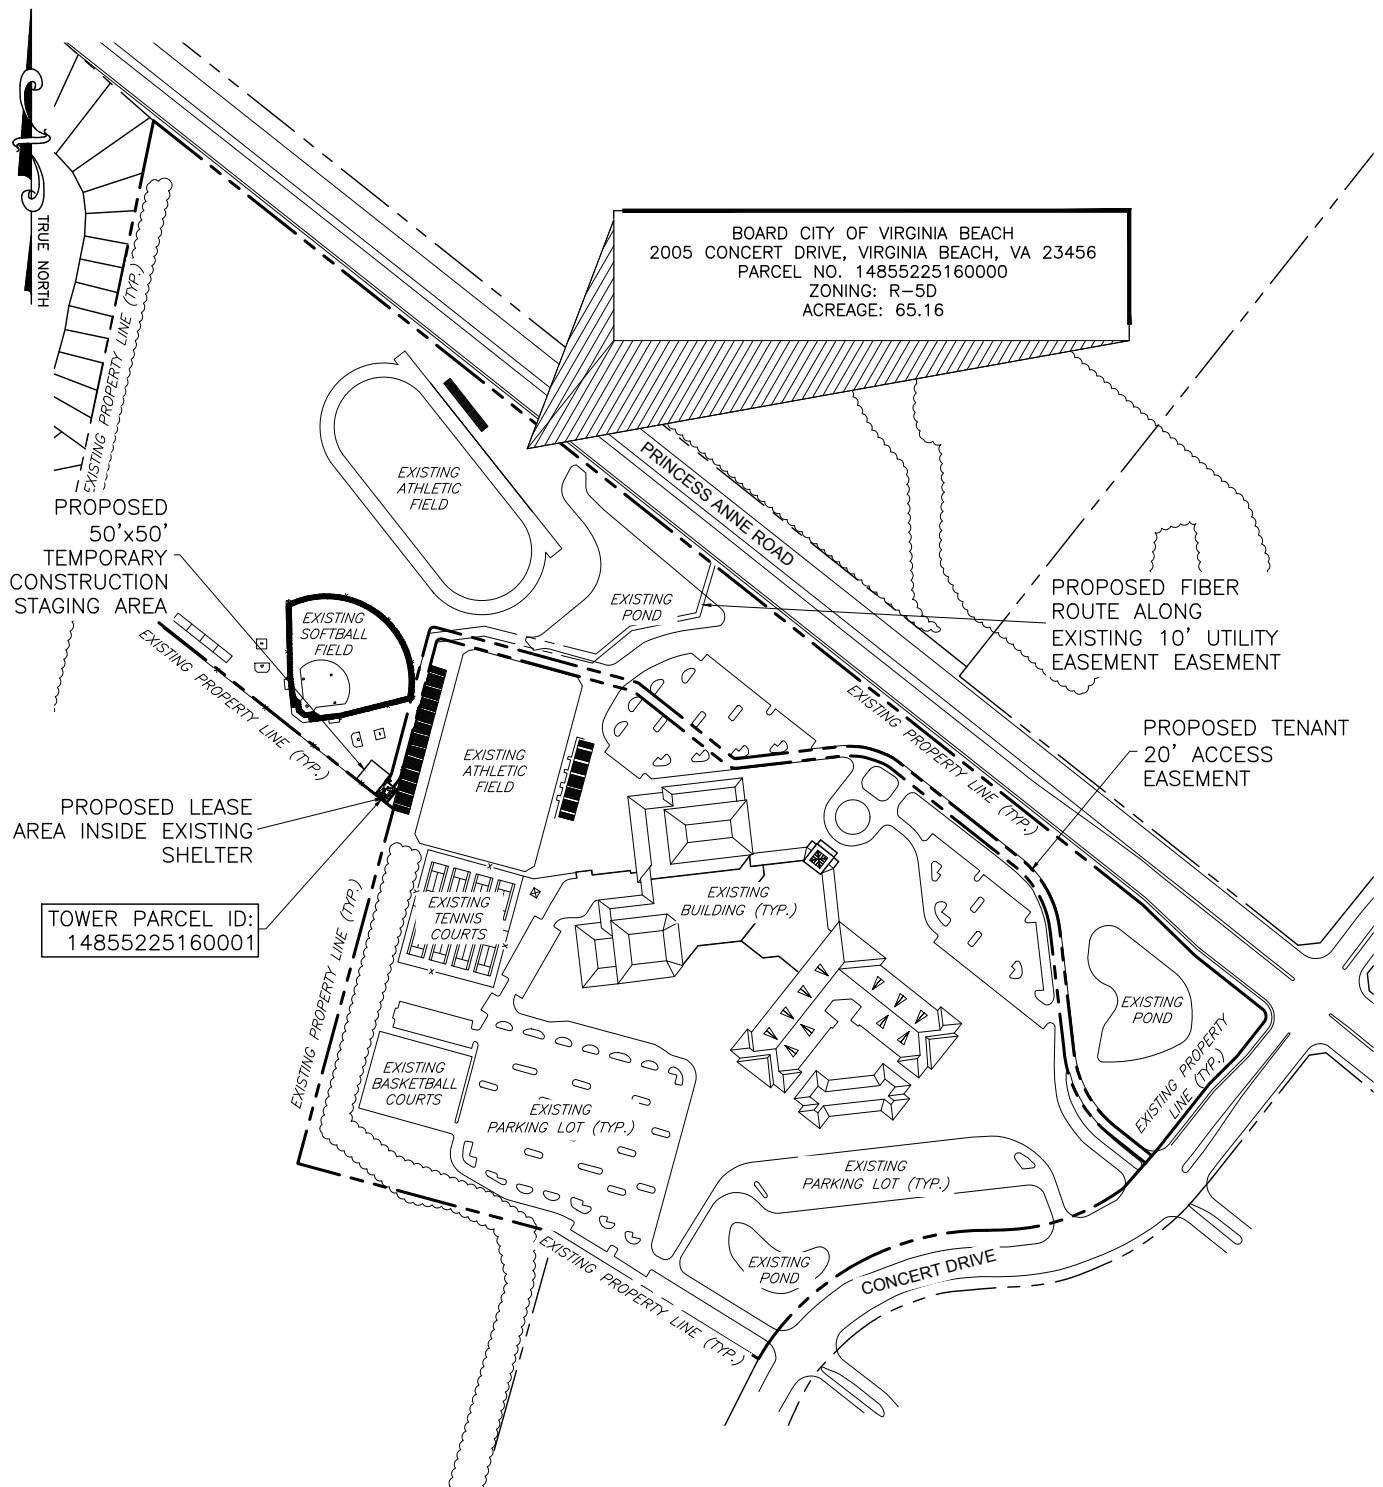 TRUE NORTH
BOARD CITY OF VIRGINIA BEACH
2005 CONCERT DRIVE, VIRGINIA BEACH, VA 23456
PARCEL NO. 14855225160000
ZONING: R-5D
ACREAGE: 65.16
EXISTING PROPERTY LINE (TYP.)
EXISTING
ATHLETIC
FIELD
PRINCESS ANNE ROAD
PROPOSED
50'x50'
TEMPORARY
CONSTRUCTION
STAGING AREA
EXISTING
SOFTBALL
FIELD
EXISTING
POND
PROPOSED FIBER
ROUTE ALONG
EXISTING 10' UTILITY
EASEMENT EASEMENT
EXISTING PROPERTY LINE (TYP.)
EXISTING PROPERTY LINE (TYP.)
PROPOSED TENANT
20' ACCESS
EASEMENT
EXISTING
ATHLETIC
FIELD
PROPOSED LEASE
AREA INSIDE EXISTING
SHELTER
TOWER PARCEL ID:
14855225160001
EXISTING
TENNIS
COURTS
EXISTING
BUILDING (TYP.)
EXISTING PROPERTY LINE (TYP.)
EXISTING
POND
EXISTING PROPERTY
LINE (TYP.)
EXISTING
BASKETBALL
COURTS
EXISTING
PARKING LOT (TYP.)
EXISTING
PARKING LOT (TYP.)
EXISTING
POND
CONCERT DRIVE
EXISTING PROPERTY LINE (TYP.)